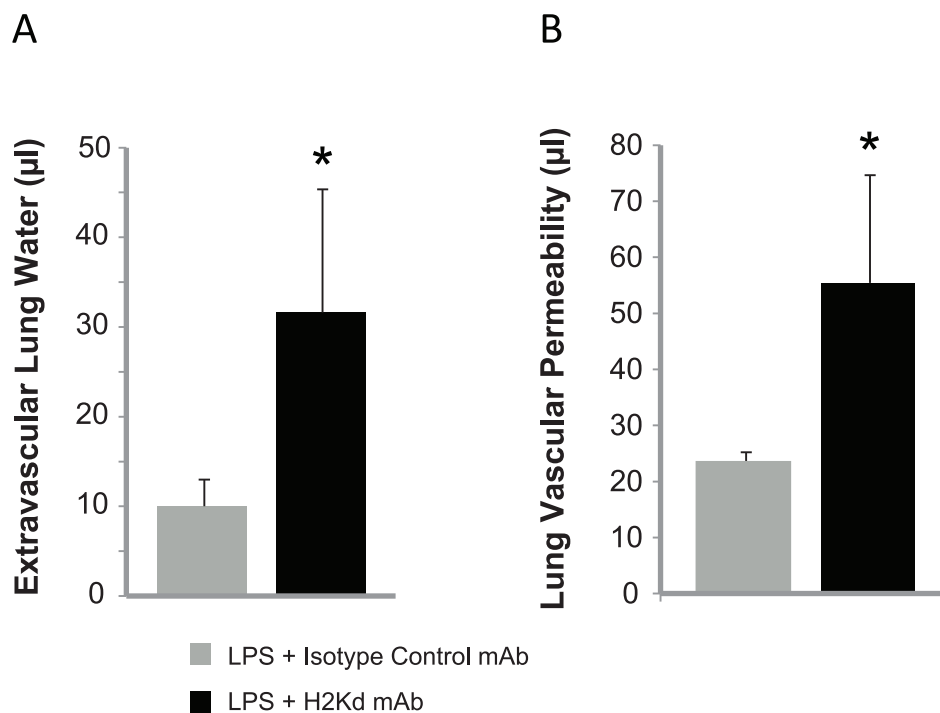 A
B
Extravascular Lung Water (µl)
50
40
30
20
10
0
*
Lung Vascular Permeability (µl)
80
70
60
50
40
30
20
10
0
*
LPS + Isotype Control mAb
LPS + H2Kd mAb